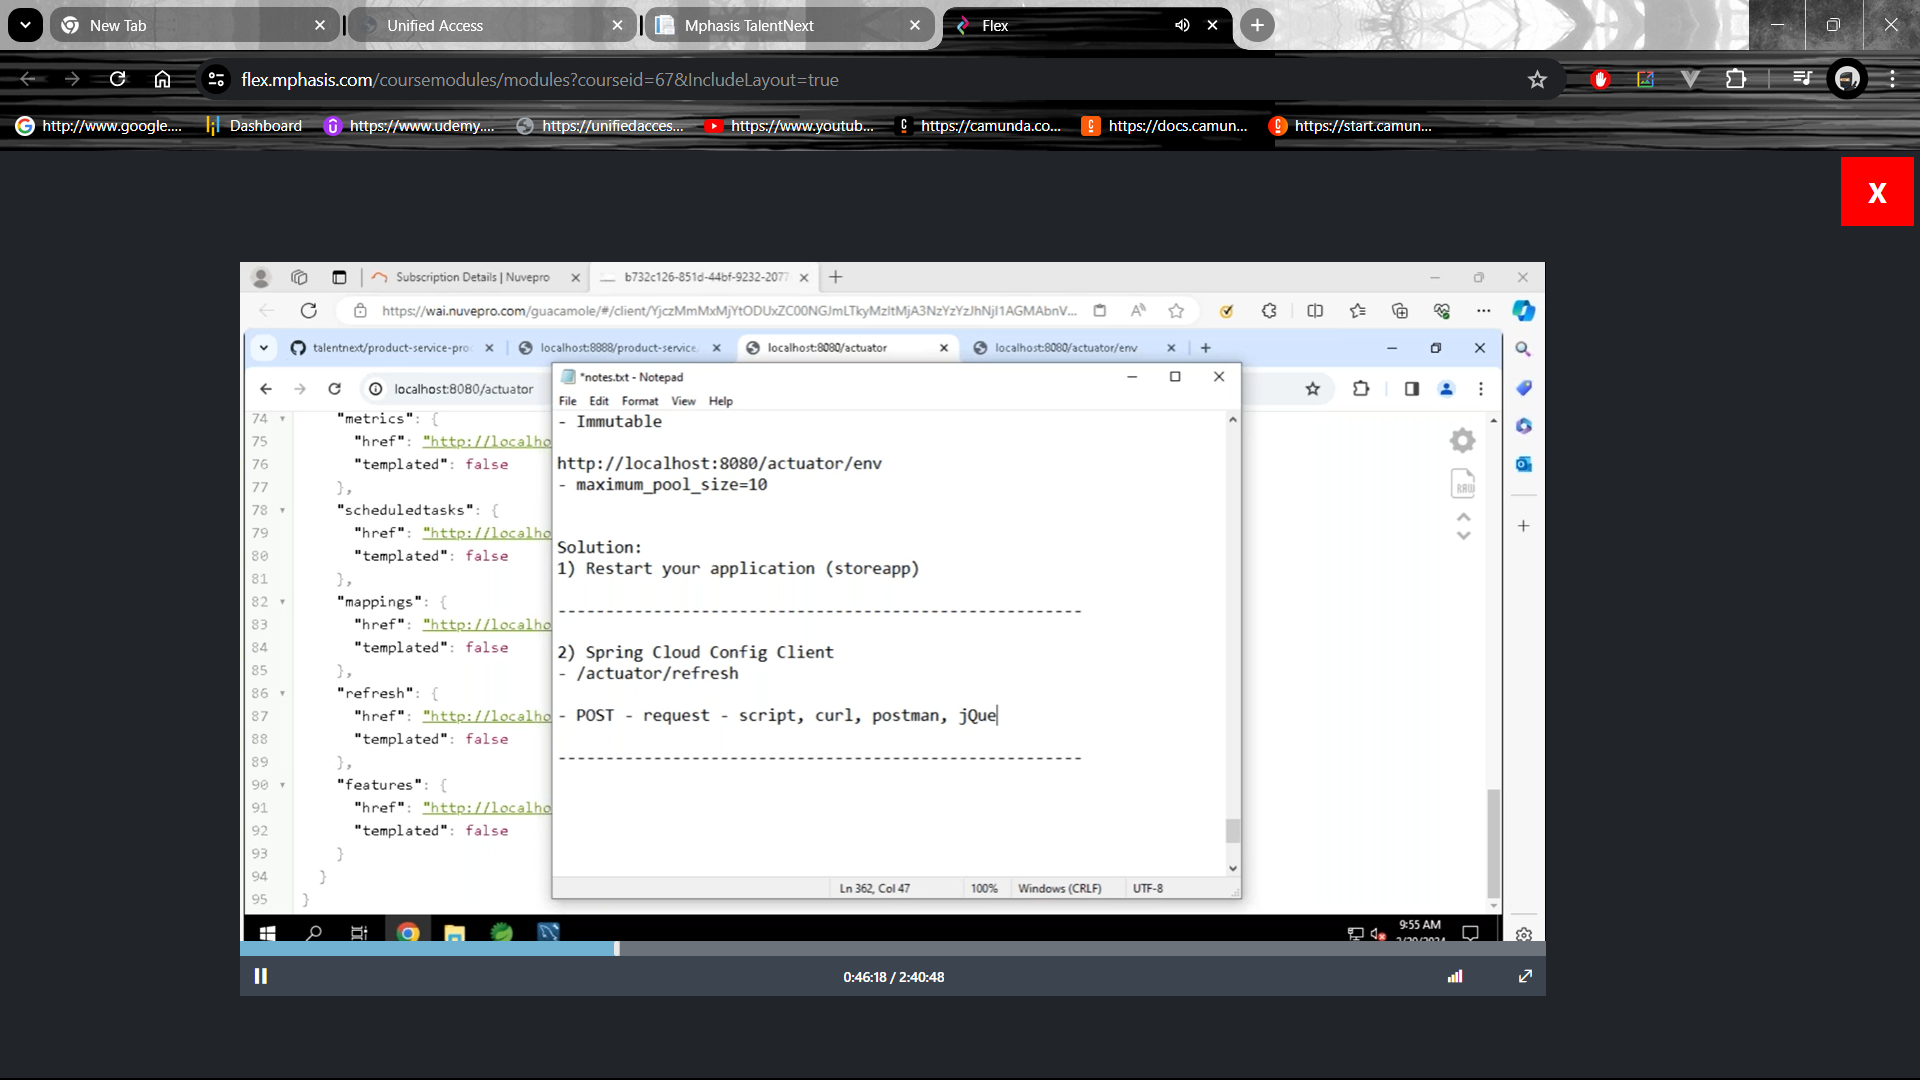 New Tab
Unified Access
Mphasis TalentNext
Flex
flex.mphasis.com/coursemodules/modules?courseid=67&IncludeLayout=true
http://www.google....
Dashboard
https://www.udemy....
https://unifiedacces...
https://www.youtub...
https://camunda.co...
https://docs.camun...
https://start.camun...
X
Subscription Details | Nuvepro
b732c126-851d-44bf-9232-2077
talentnext/product-service-pro
localhost:8888/product-service
localhost:8080/actuator
localhost:8080/actuator/env
localhost:8080/actuator
*notes.txt - Notepad
File Edit Format View Help
- Immutable
http://localhost:8080/actuator/env
- maximum_pool_size=10
Solution:
1) Restart your application (storeapp)
-------------------------------------------------------
2) Spring Cloud Config Client
- /actuator/refresh
- POST - request - script, curl, postman, jQue
-------------------------------------------------------
Ln 362, Col 47 100% Windows (CRLF) UTF-8
74 "metrics": {
75 "href": "http://localho
76 "templated": false
77 },
78 "scheduledtasks": {
79 "href": "http://localho
80 "templated": false
81 },
82 "mappings": {
83 "href": "http://localho
84 "templated": false
85 },
86 "refresh": {
87 "href": "http://localho
88 "templated": false
89 },
90 "features": {
91 "href": "http://localho
92 "templated": false
93 }
94 }
95 }
RAW
9:55 AM
0:46:18 / 2:40:48